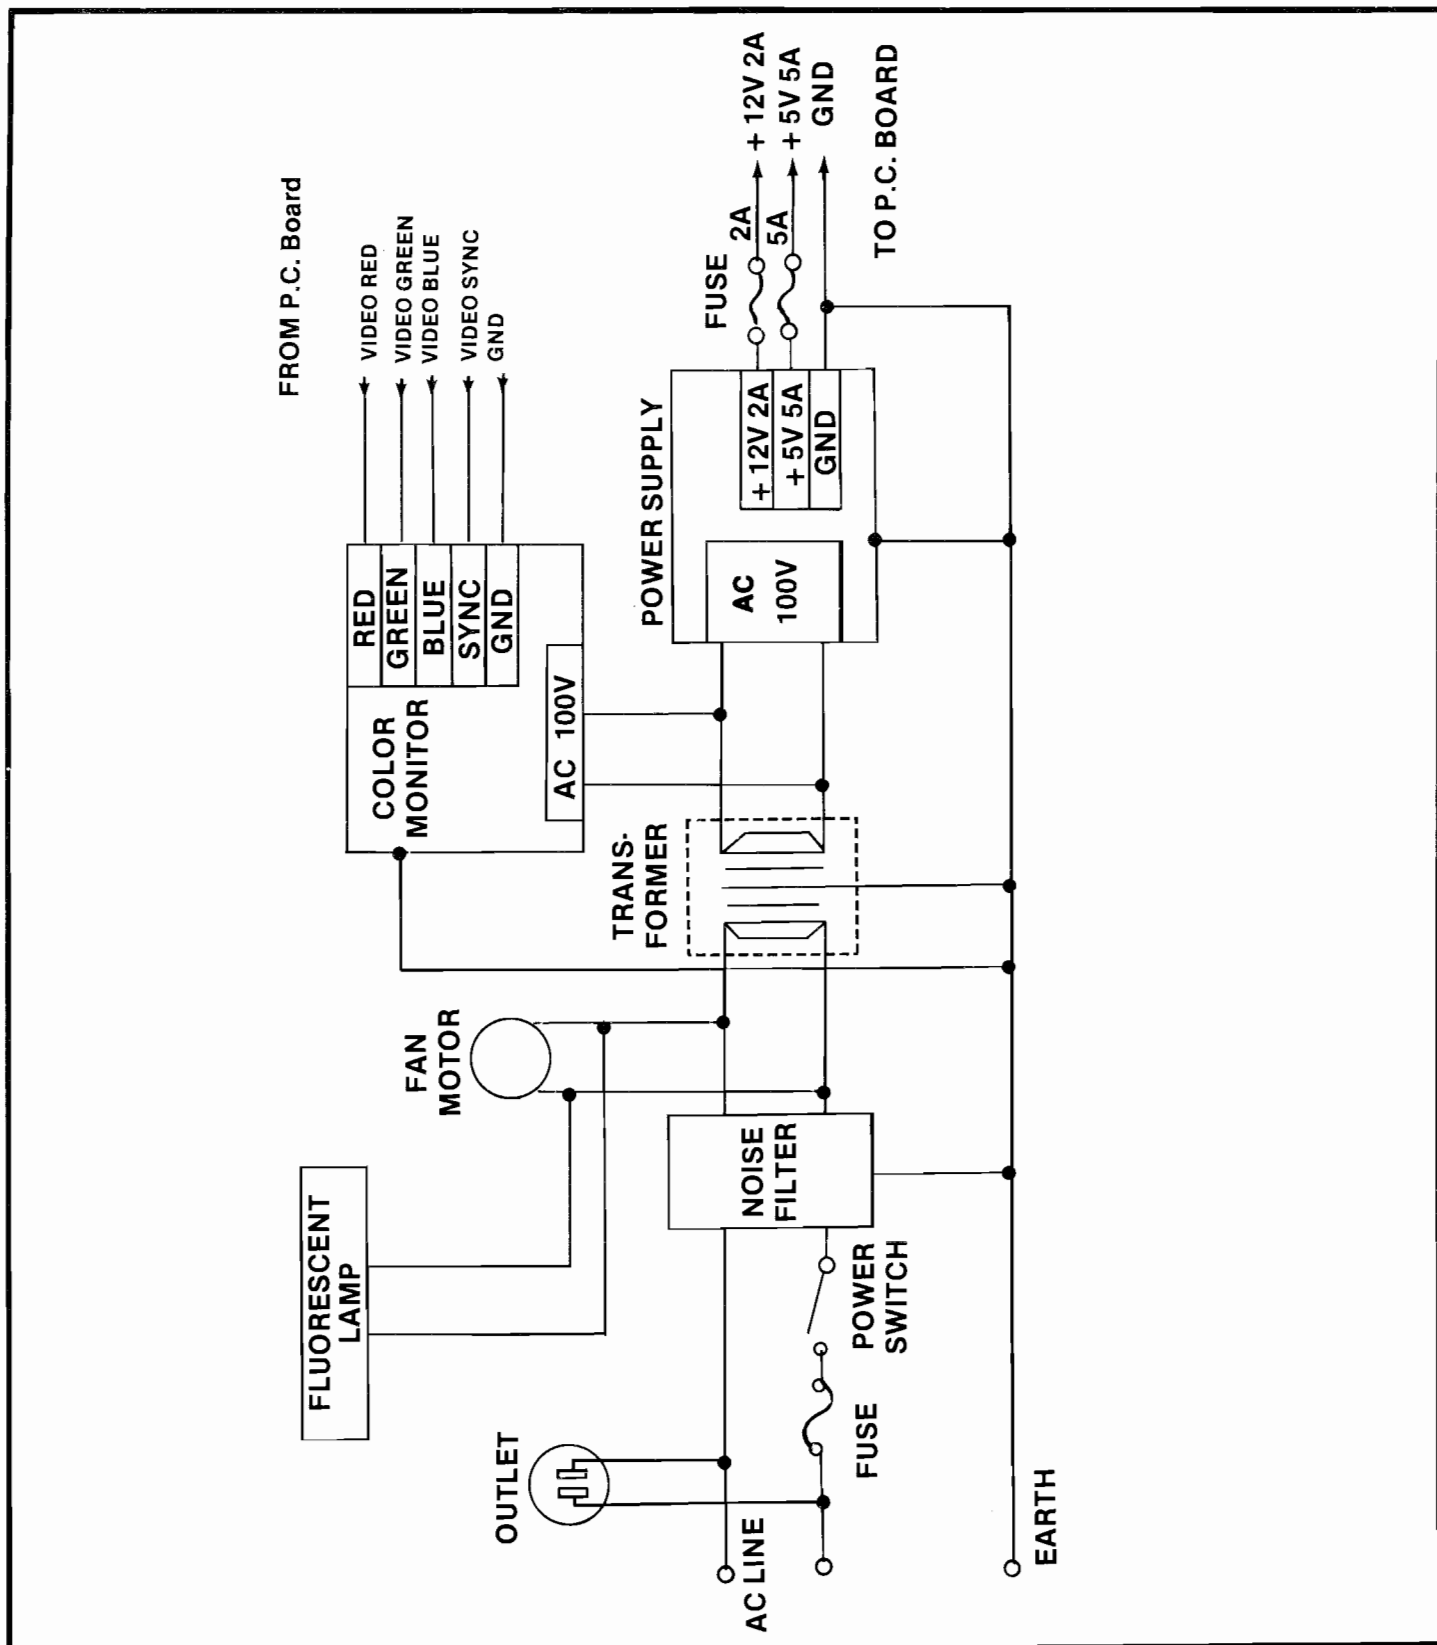 FROM P.C. Board
VIDEO RED
VIDEO GREEN
VIDEO BLUE
VIDEO SYNC
GND
RED
GREEN
BLUE
SYNC
GND
COLOR
MONITOR
AC 100V
FLUORESCENT
LAMP
FAN
MOTOR
OUTLET
TRANS-
FORMER
POWER SUPPLY
AC
100V
+ 12V 2A
+ 5V 5A
GND
FUSE
2A
5A
+ 12V 2A
+ 5V 5A
GND
TO P.C. BOARD
NOISE
FILTER
POWER
SWITCH
FUSE
AC LINE
EARTH